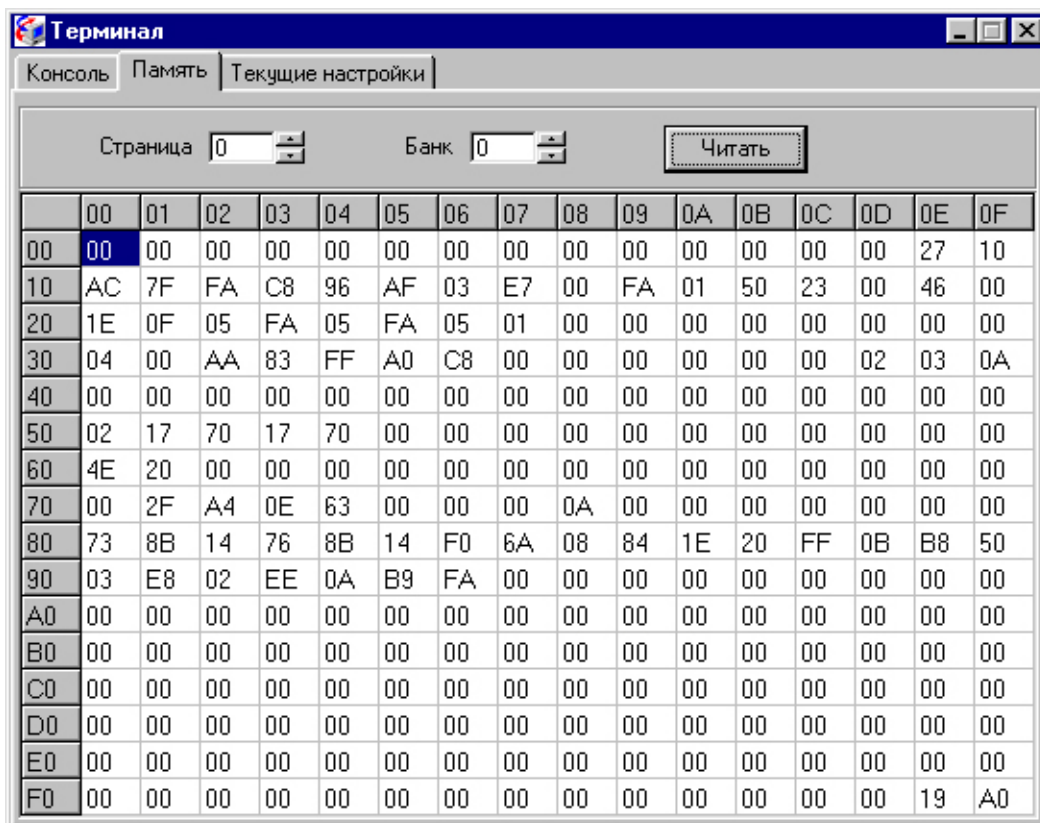 Терминал
Консоль Память Текущие настройки
Страница 0 Банк 0 Читать
00 01 02 03 04 05 06 07 08 09 0A 0B 0C 0D 0E 0F
00 00 00 00 00 00 00 00 00 00 00 00 00 00 00 27 10
10 AC 7F FA C8 96 AF 03 E7 00 FA 01 50 23 00 46 00
20 1E 0F 05 FA 05 FA 05 01 00 00 00 00 00 00 00 00
30 04 00 AA 83 FF A0 C8 00 00 00 00 00 00 02 03 0A
40 00 00 00 00 00 00 00 00 00 00 00 00 00 00 00 00
50 02 17 70 17 70 00 00 00 00 00 00 00 00 00 00 00
60 4E 20 00 00 00 00 00 00 00 00 00 00 00 00 00 00
70 00 2F A4 0E 63 00 00 00 0A 00 00 00 00 00 00 00
80 73 8B 14 76 8B 14 F0 6A 08 84 1E 20 FF 0B B8 50
90 03 E8 02 EE 0A B9 FA 00 00 00 00 00 00 00 00 00
A0 00 00 00 00 00 00 00 00 00 00 00 00 00 00 00 00
B0 00 00 00 00 00 00 00 00 00 00 00 00 00 00 00 00
C0 00 00 00 00 00 00 00 00 00 00 00 00 00 00 00 00
D0 00 00 00 00 00 00 00 00 00 00 00 00 00 00 00 00
E0 00 00 00 00 00 00 00 00 00 00 00 00 00 00 00 00
F0 00 00 00 00 00 00 00 00 00 00 00 00 00 00 19 A0